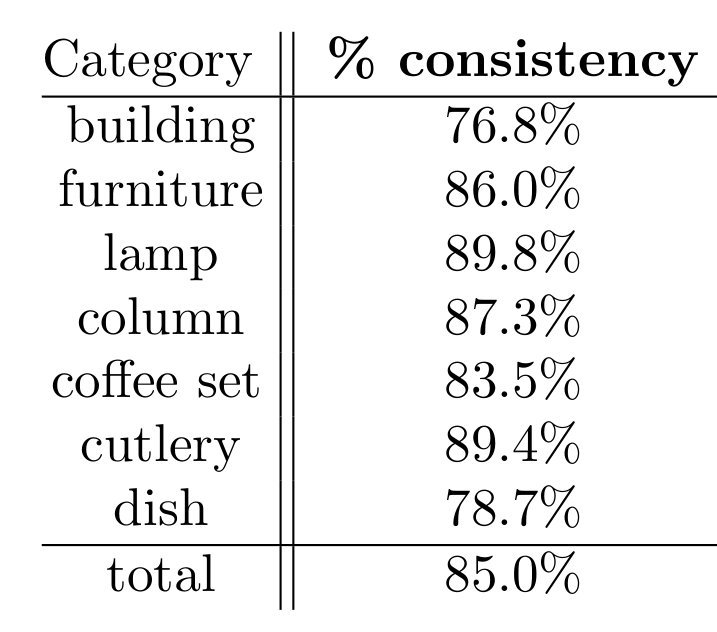 Category % consistency
building 76.8%
furniture 86.0%
lamp 89.8%
column 87.3%
coffee set 83.5%
cutlery 89.4%
dish 78.7%
total 85.0%